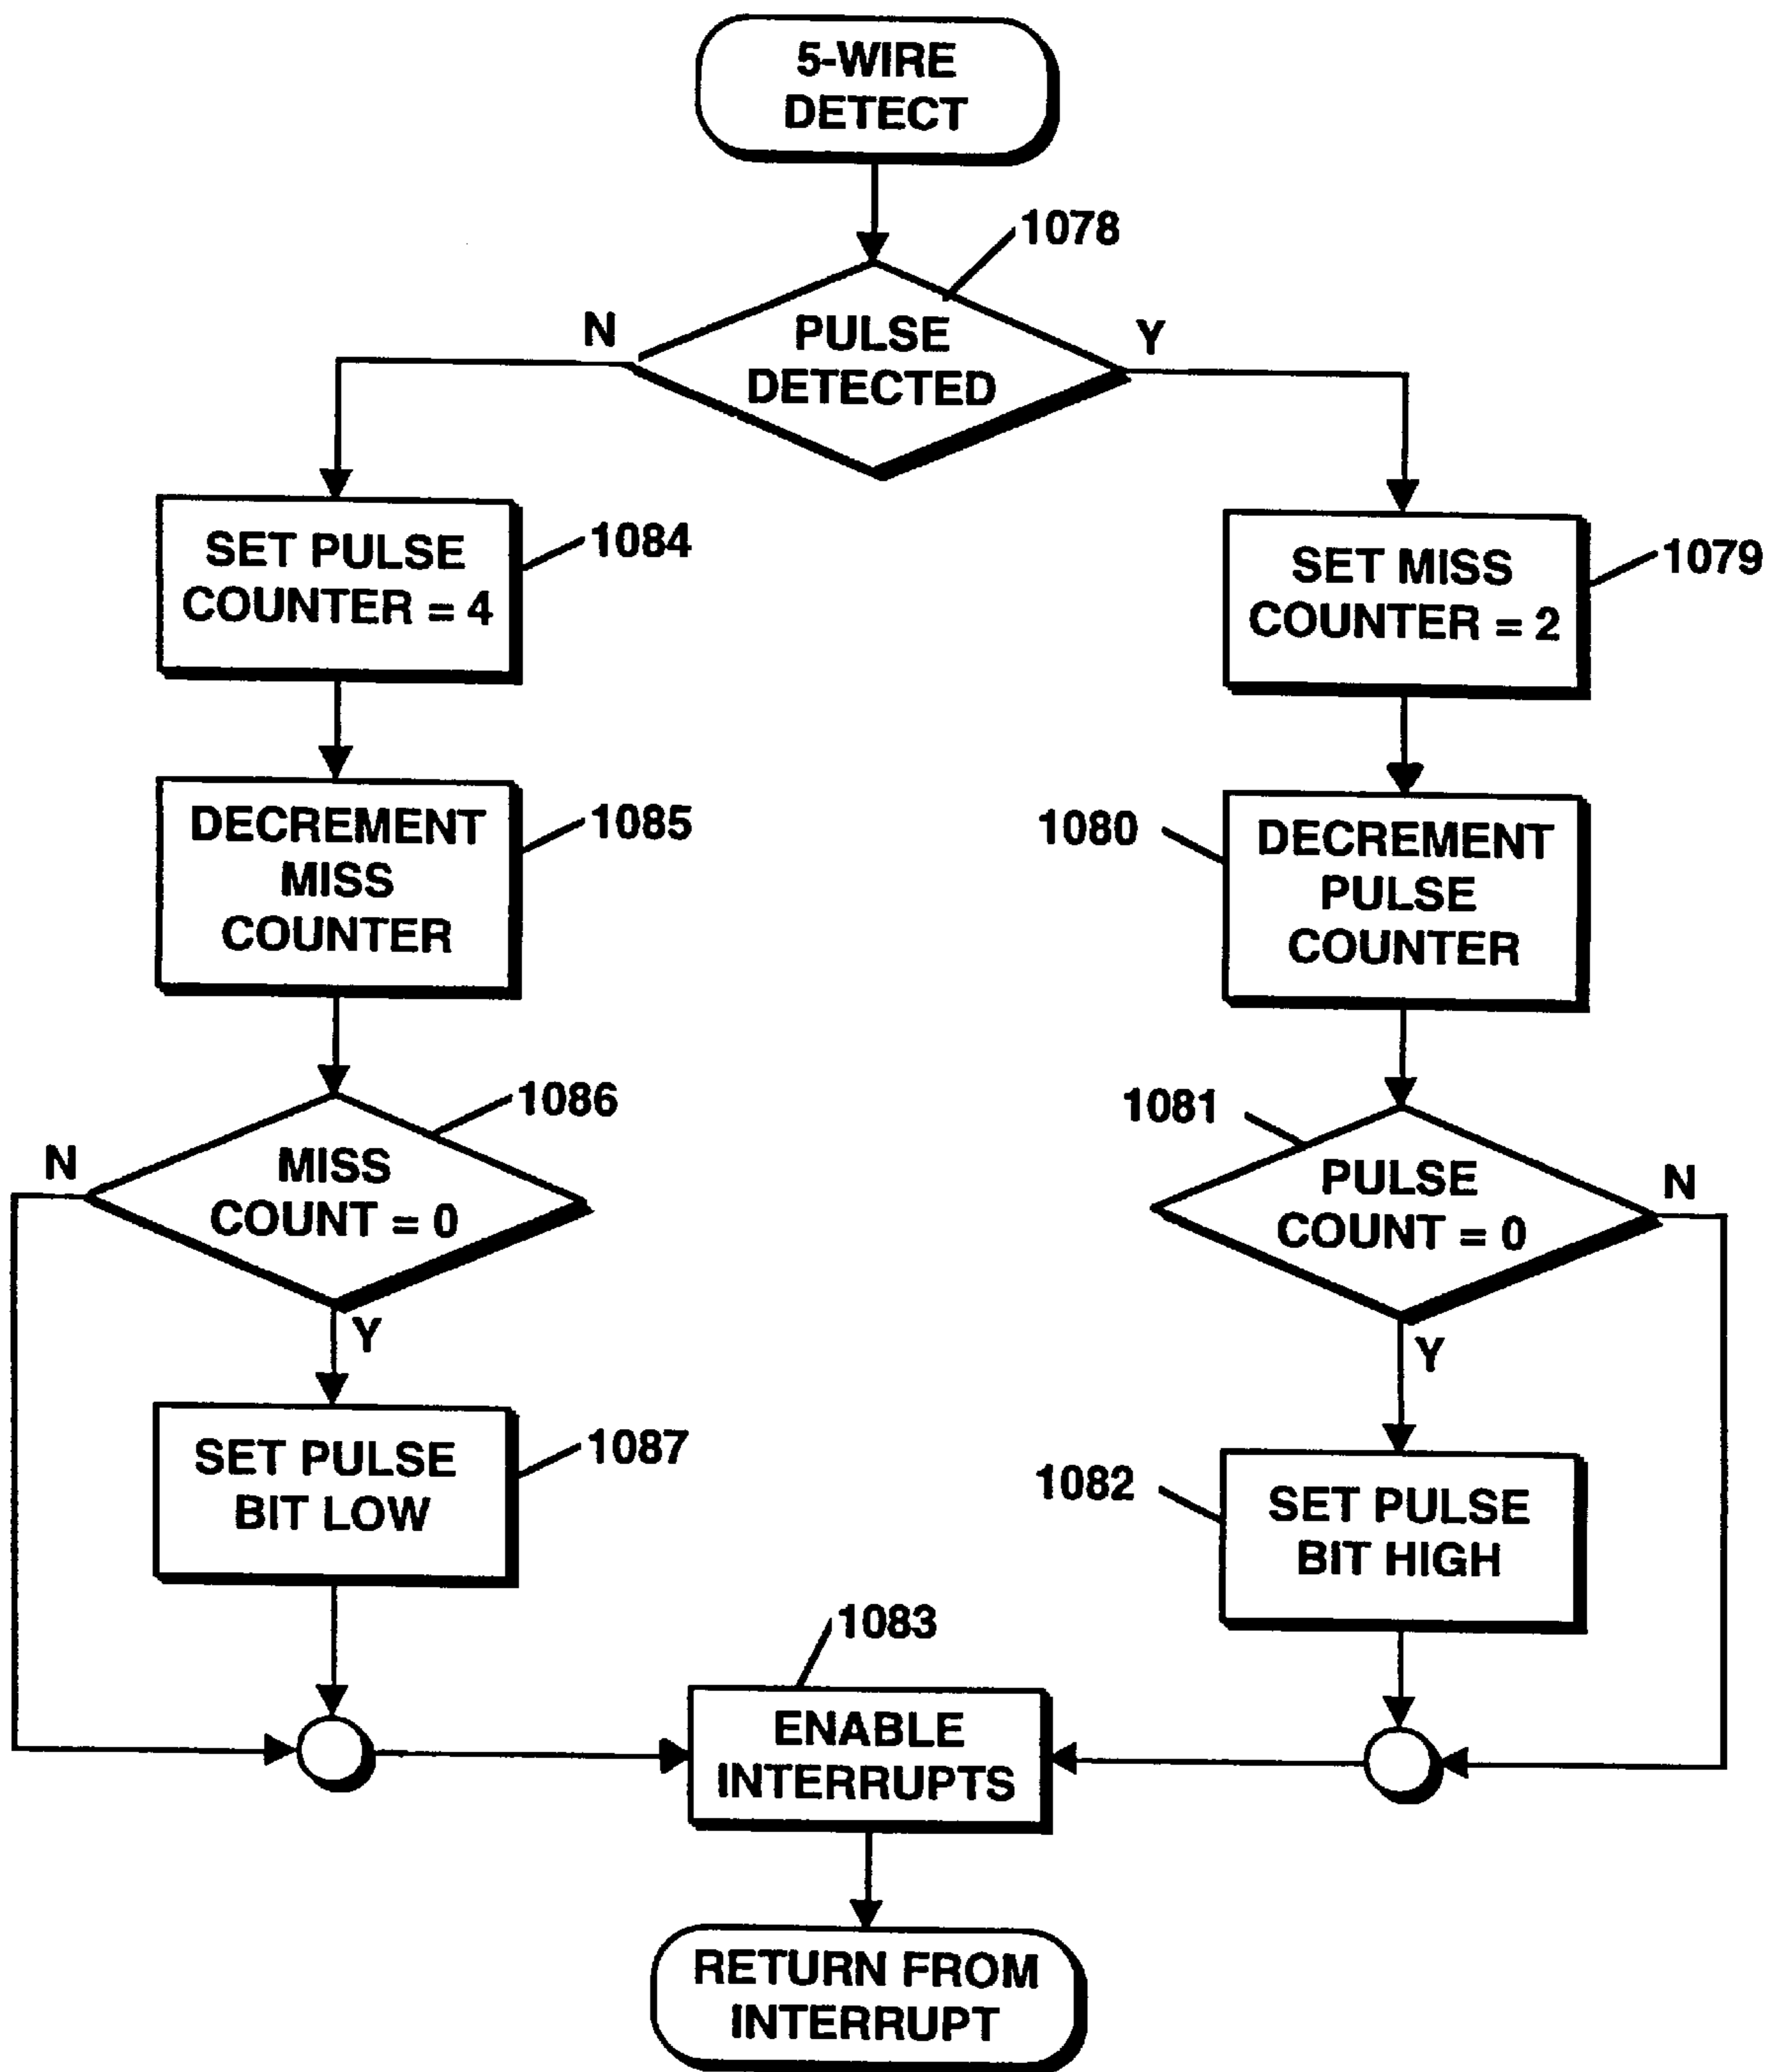 5-WIRE
DETECT
1078
N
PULSE
DETECTED
Y
SET PULSE
COUNTER = 4
1084
SET MISS
COUNTER = 2
1079
DECREMENT
MISS
COUNTER
1085
1080
DECREMENT
PULSE
COUNTER
1086
N
MISS
COUNT = 0
Y
1081
PULSE
COUNT = 0
N
Y
SET PULSE
BIT LOW
1087
1082
SET PULSE
BIT HIGH
1083
ENABLE
INTERRUPTS
RETURN FROM
INTERRUPT